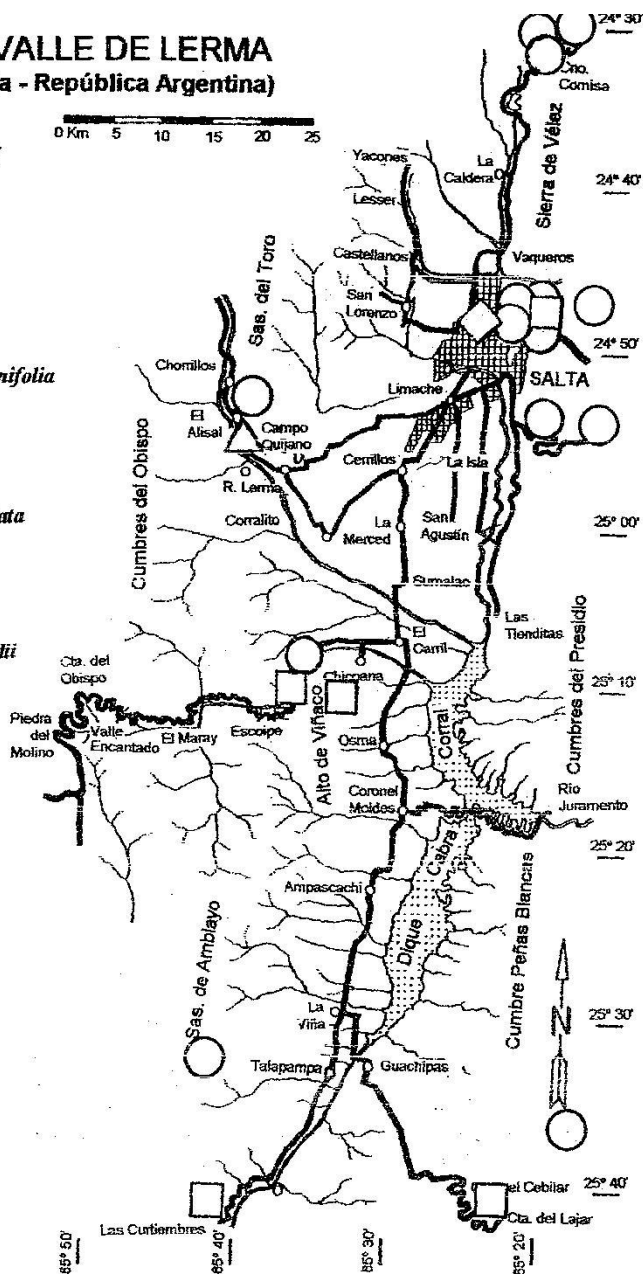 VALLE DE LERMA
a - República Argentina)
0 Km 5 10 15 20 25
24° 30'
Cno.
Cornisa
Yacones
La
Caldera
Sierra de Vélez
24° 40'
Lesser
Castellanos
Vaqueros
Sas. del Toro
San
Lorenzo
24° 50'
Chorrillos
nifolia
Limache
SALTA
El
Alisal
Campo
Quijano
Cerrillos
La Isla
R. Lerma
Cumbres del Obispo
Corralito
ata
La
Merced
San
Agustín
25° 00'
Sumalao
Las
Tienditas
dii
El
Carril
Chicoana
Cta. del
Obispo
25° 10'
Cumbres del Presidio
Piedra
del
Molino
Valle
Encantado
El Maray
Escoipe
Alto de Viñaco
Osma
Corral
Coronel
Moldes
Río
Juramento
Cabra
25° 20'
Ampascachi
Sas. de Amblayo
Dique
Cumbre Peñas Blancas
La
Viña
N
25° 30'
Talapampa
Guachipas
el Cebilar
25° 40'
Las Curtiembres
Cta. del Lajar
65° 50'
65° 40'
65° 30'
65° 20'